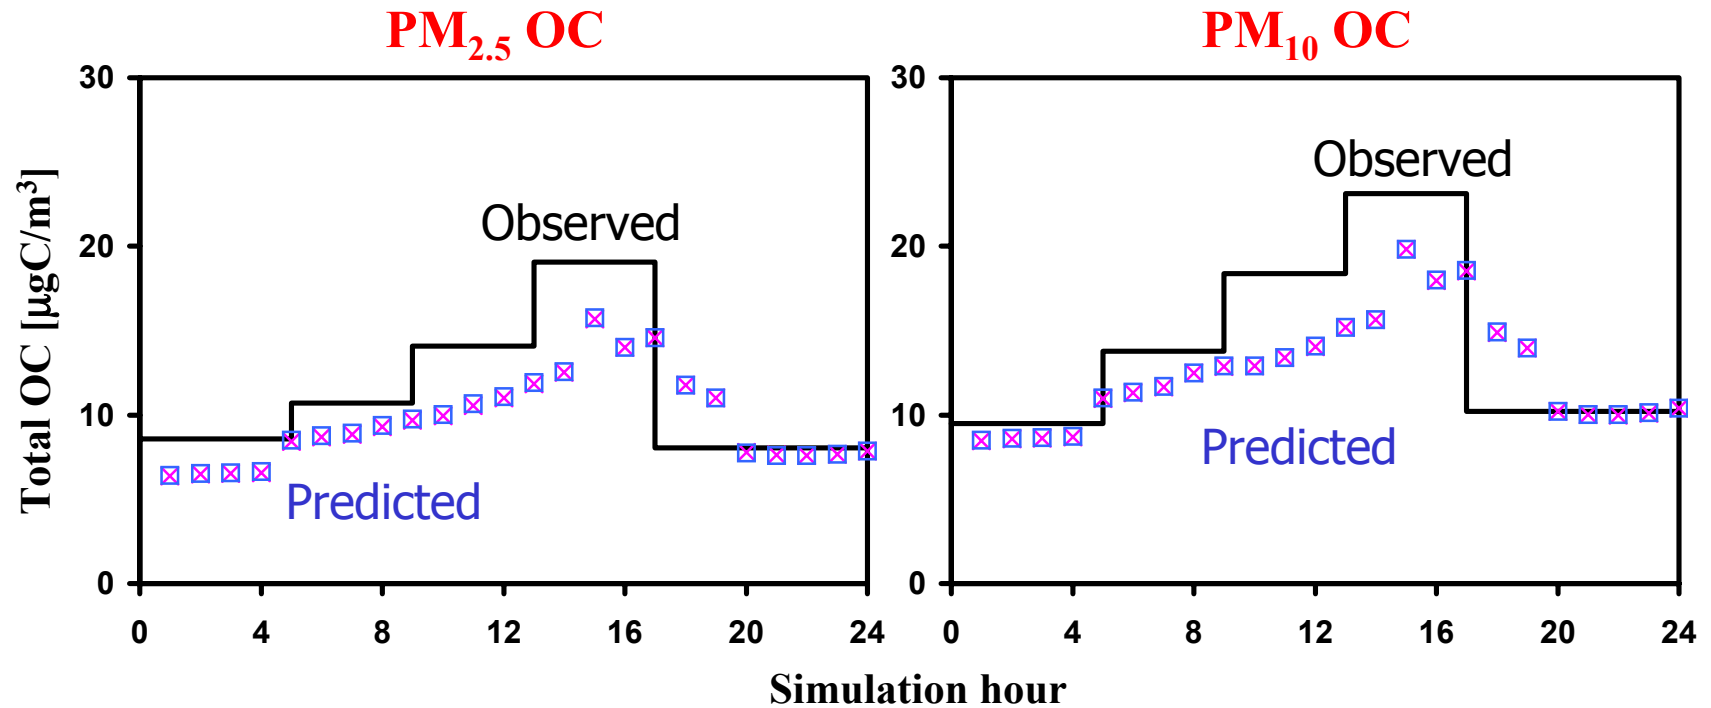 PM2.5 OC
PM10 OC
Total OC [µgC/m³]
30
20
10
0
Observed
Predicted
0 4 8 12 16 20 24
30
20
10
0
Observed
Predicted
0 4 8 12 16 20 24
Simulation hour